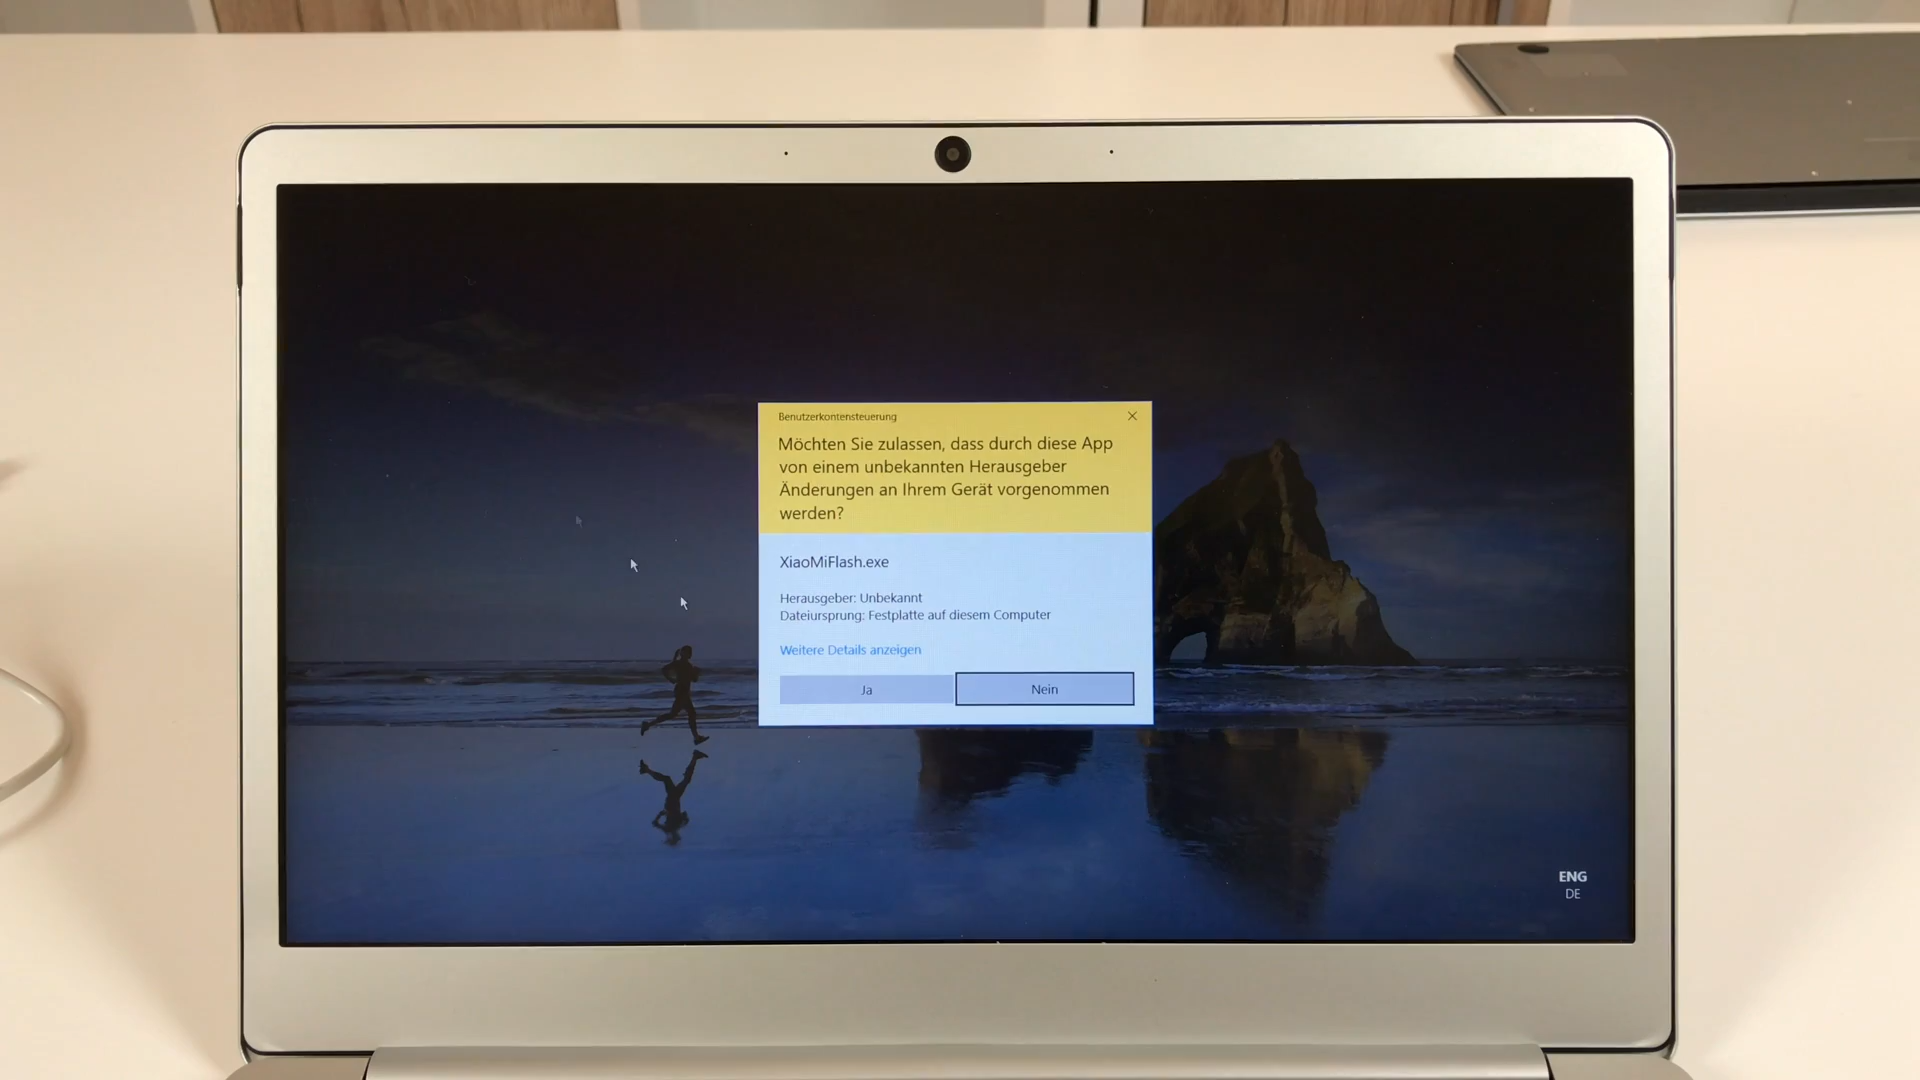 Benutzerkontensteuerung
Möchten Sie zulassen, dass durch diese App
von einem unbekannten Herausgeber
Änderungen an Ihrem Gerät vorgenommen
werden?
XiaoMiFlash.exe
Herausgeber: Unbekannt
Dateiursprung: Festplatte auf diesem Computer
Weitere Details anzeigen
Ja
Nein
ENG
DE